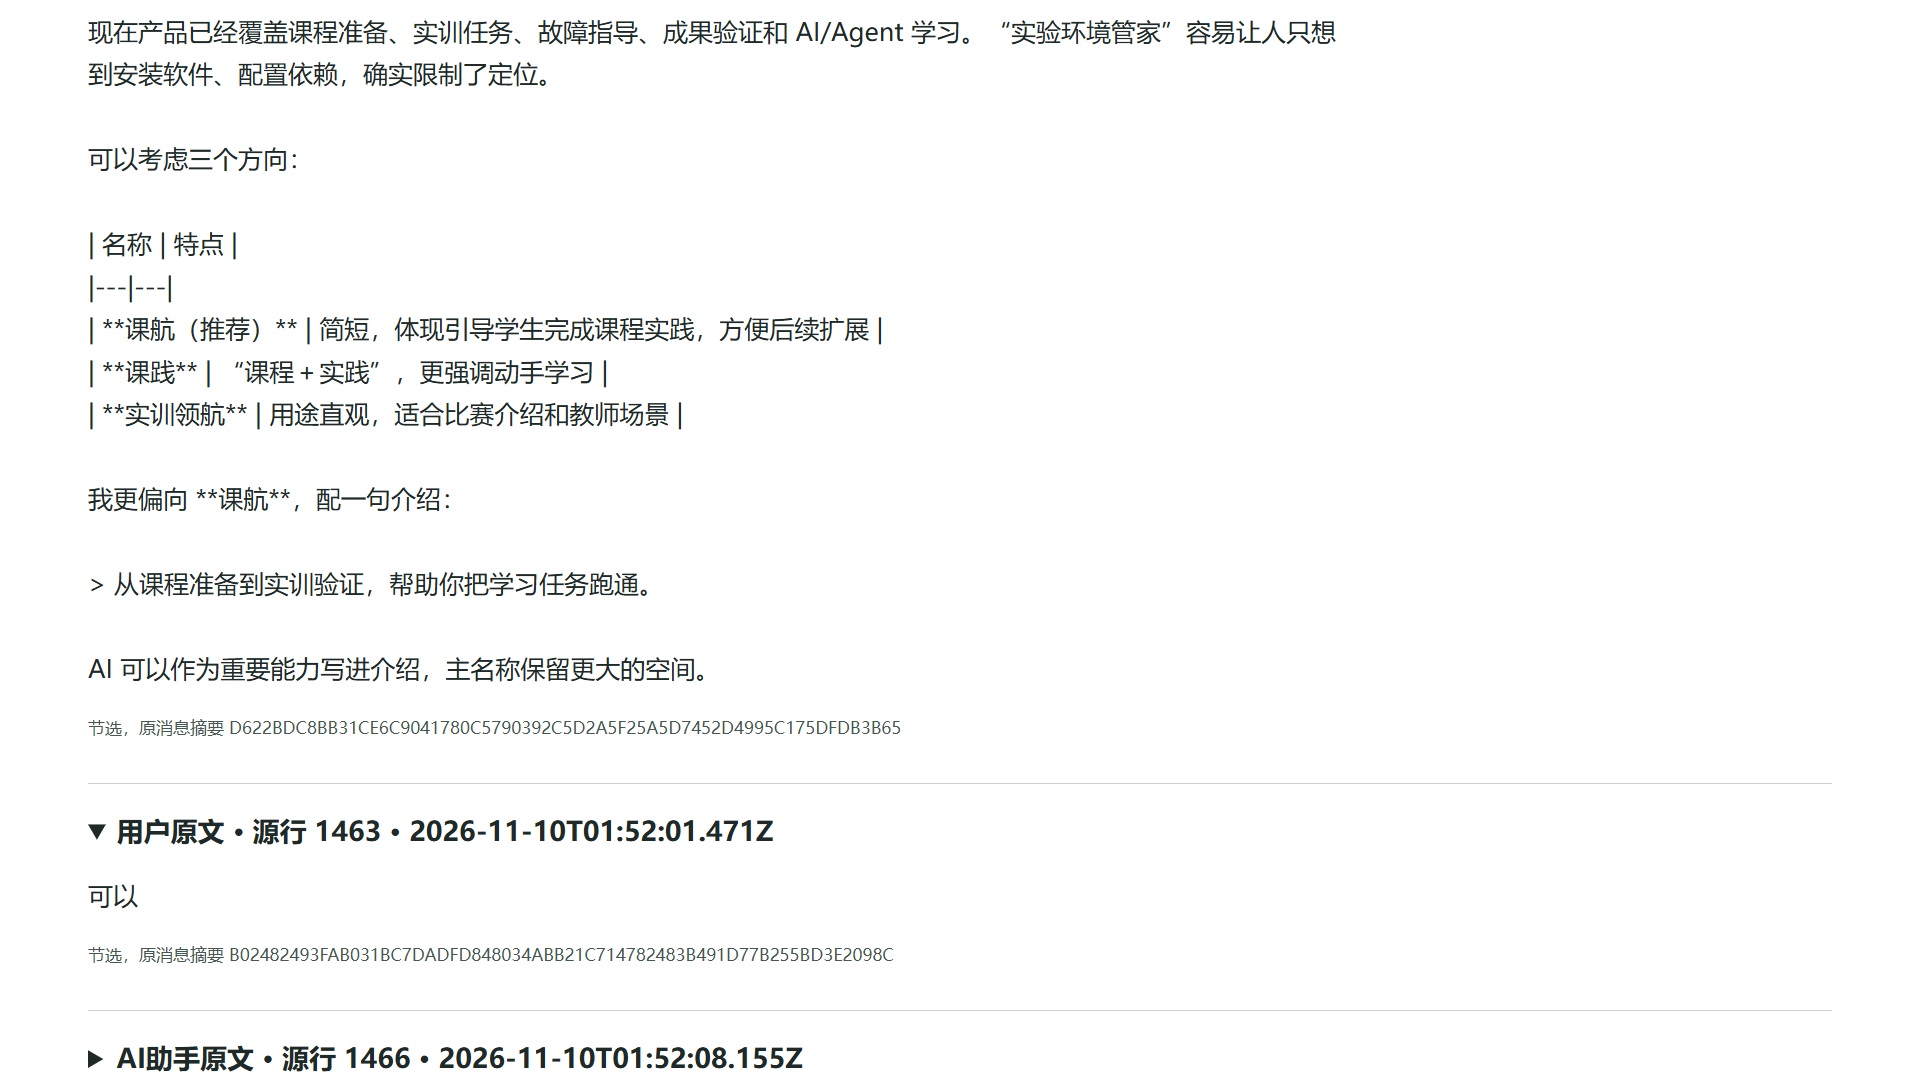 现在产品已经覆盖课程准备、实训任务、故障指导、成果验证和 AI/Agent 学习。“实验环境管家”容易让人只想
到安装软件、配置依赖，确实限制了定位。
可以考虑三个方向：
| 名称 | 特点 |
|---|---|
| **课航（推荐）** | 简短，体现引导学生完成课程实践，方便后续扩展 |
| **课践** | “课程＋实践”，更强调动手学习 |
| **实训领航** | 用途直观，适合比赛介绍和教师场景 |
我更偏向 **课航**，配一句介绍：
> 从课程准备到实训验证，帮助你把学习任务跑通。
AI 可以作为重要能力写进介绍，主名称保留更大的空间。
节选，原消息摘要 D622BDC8BB31CE6C9041780C5790392C5D2A5F25A5D7452D4995C175DFDB3B65
▼ 用户原文 • 源行 1463 • 2026-11-10T01:52:01.471Z
可以
节选，原消息摘要 B02482493FAB031BC7DADFD848034ABB21C714782483B491D77B255BD3E2098C
▶ AI助手原文 • 源行 1466 • 2026-11-10T01:52:08.155Z